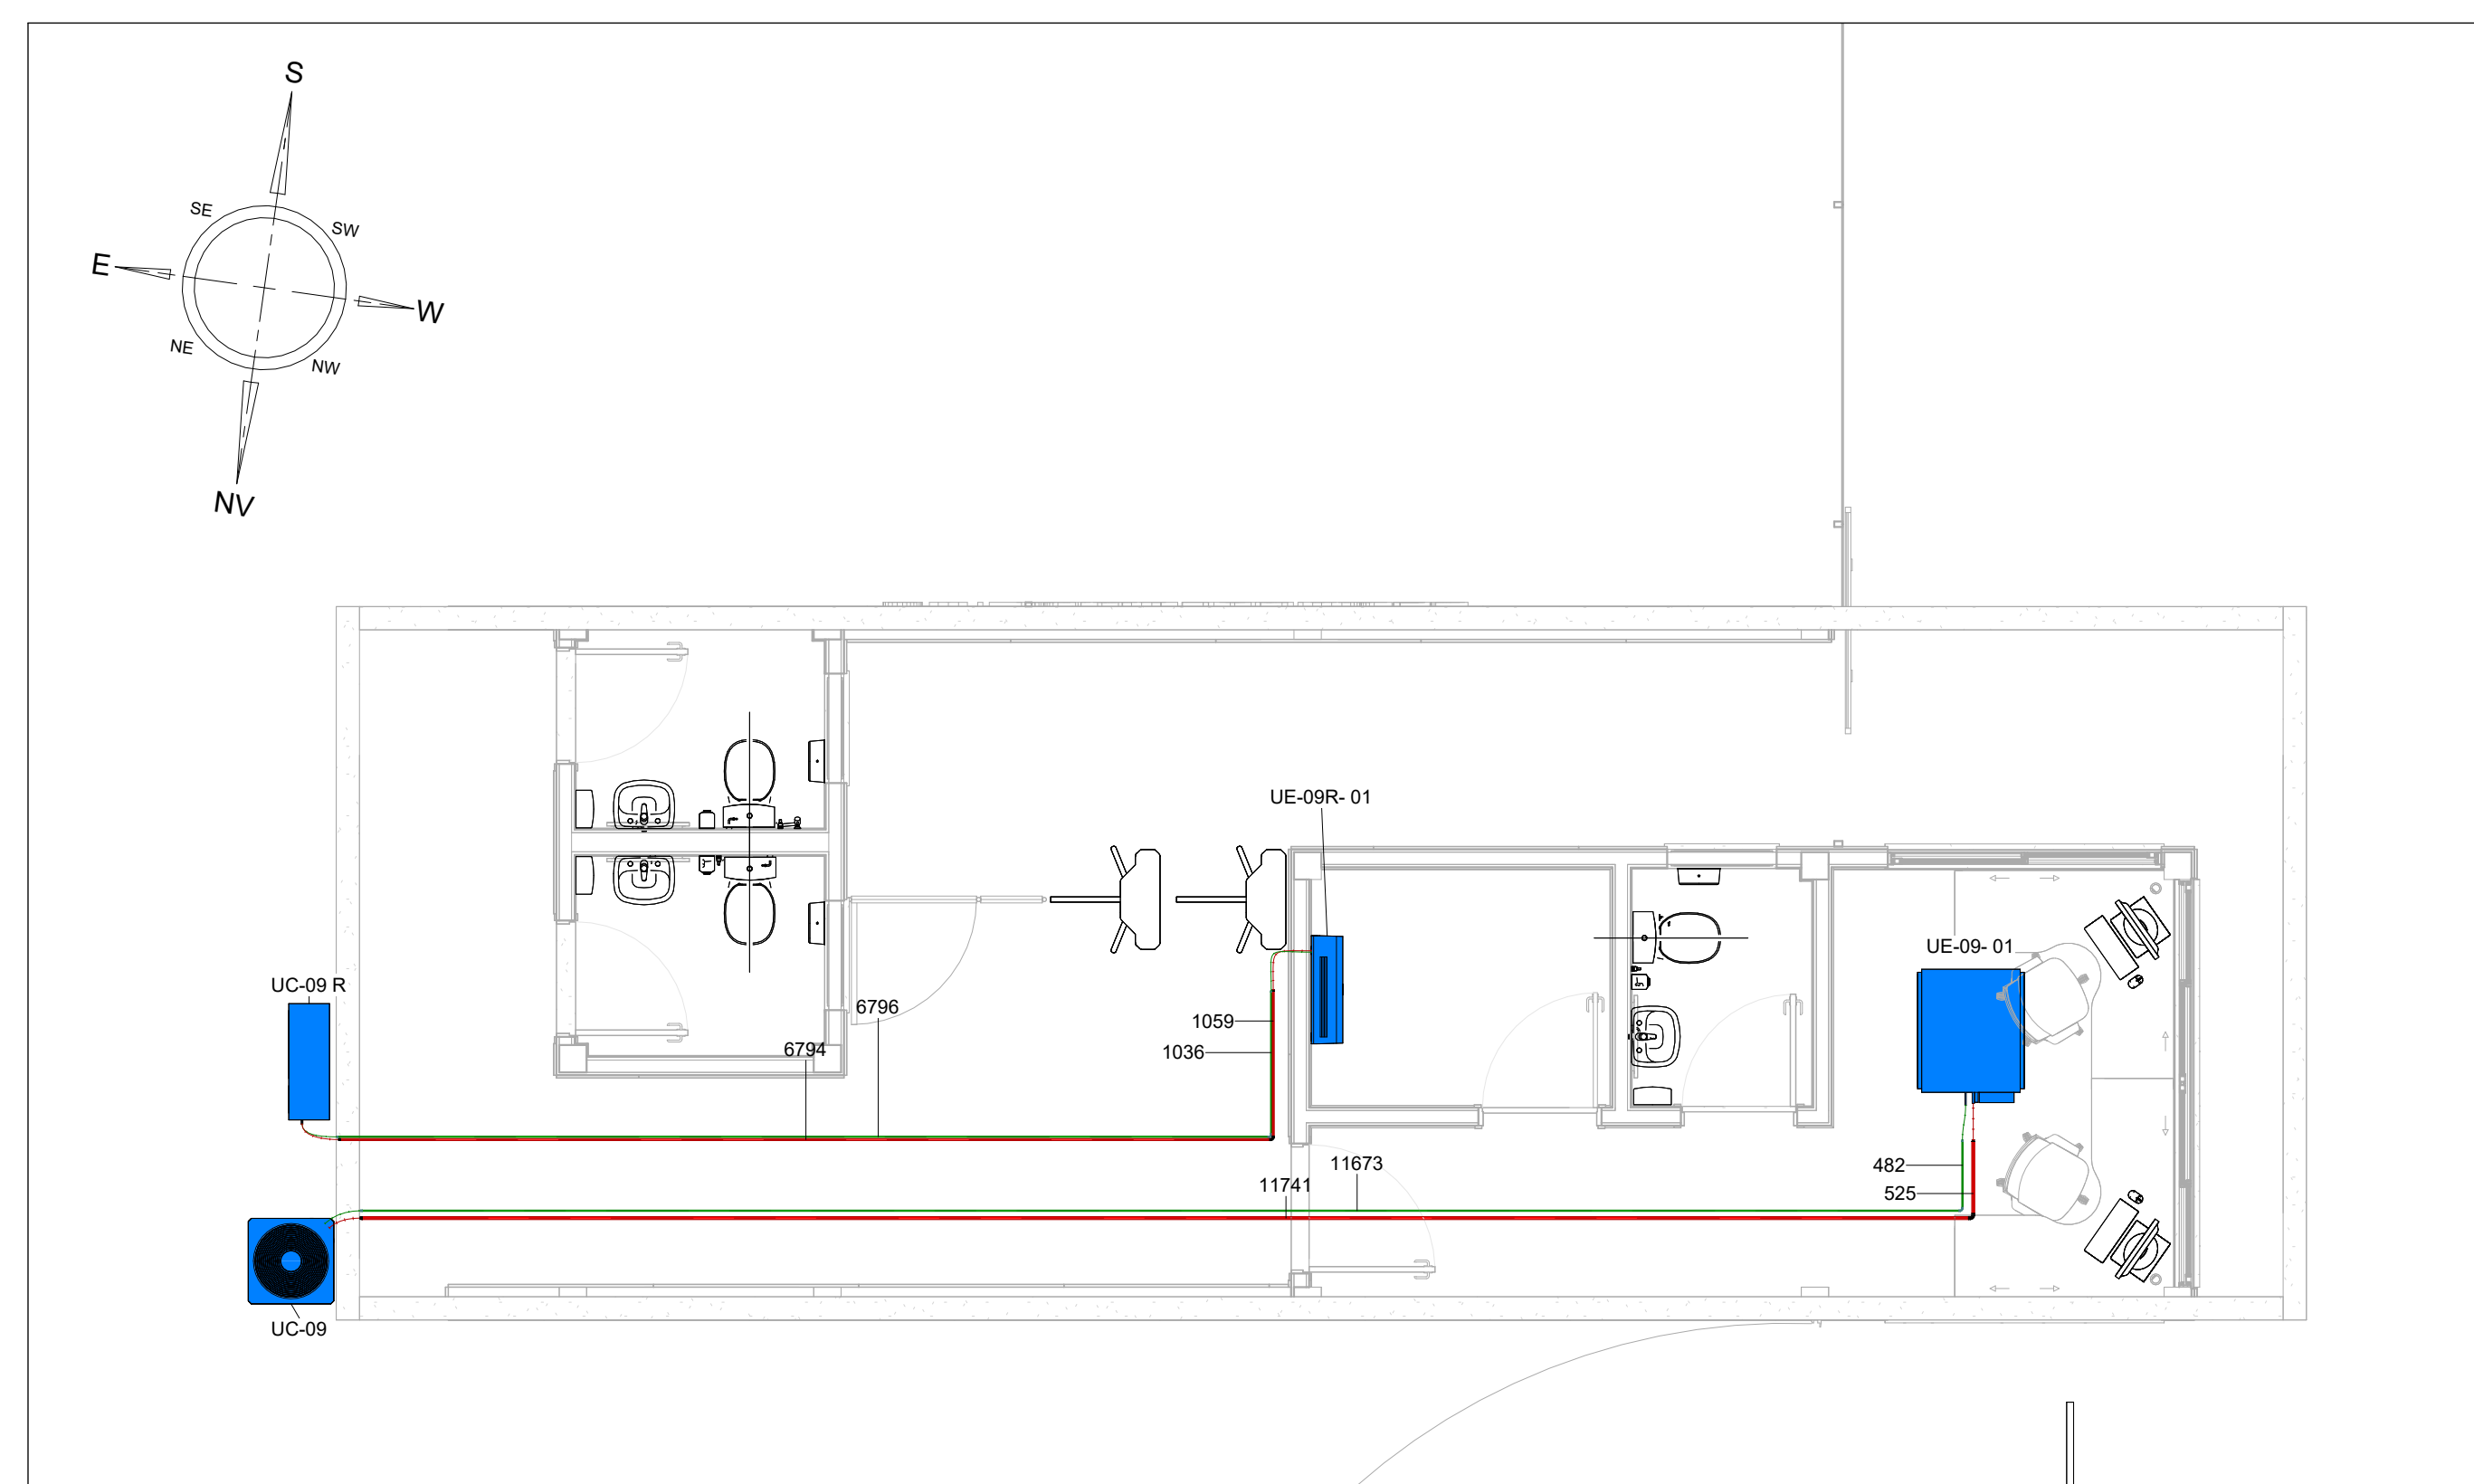 S
SE
SW
E
W
NE
NW
NV
UE-09R- 01
UE-09- 01
UC-09 R
6796
1059
6794
1036
11673
482
11741
525
UC-09